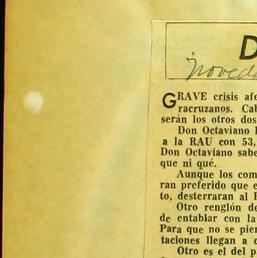 D
noved
GRAVE crisis afe
racruzanos. Cab
serán los otros dos
Don Octaviano
a la RAU con 53,
Don Octaviano sabe
que ni qué.
Aunque los com
ran preferido que e
to, desterraran al
Otro renglón de
de entablar con la
Para que no se pier
taciones llegan a
Otro es el del p